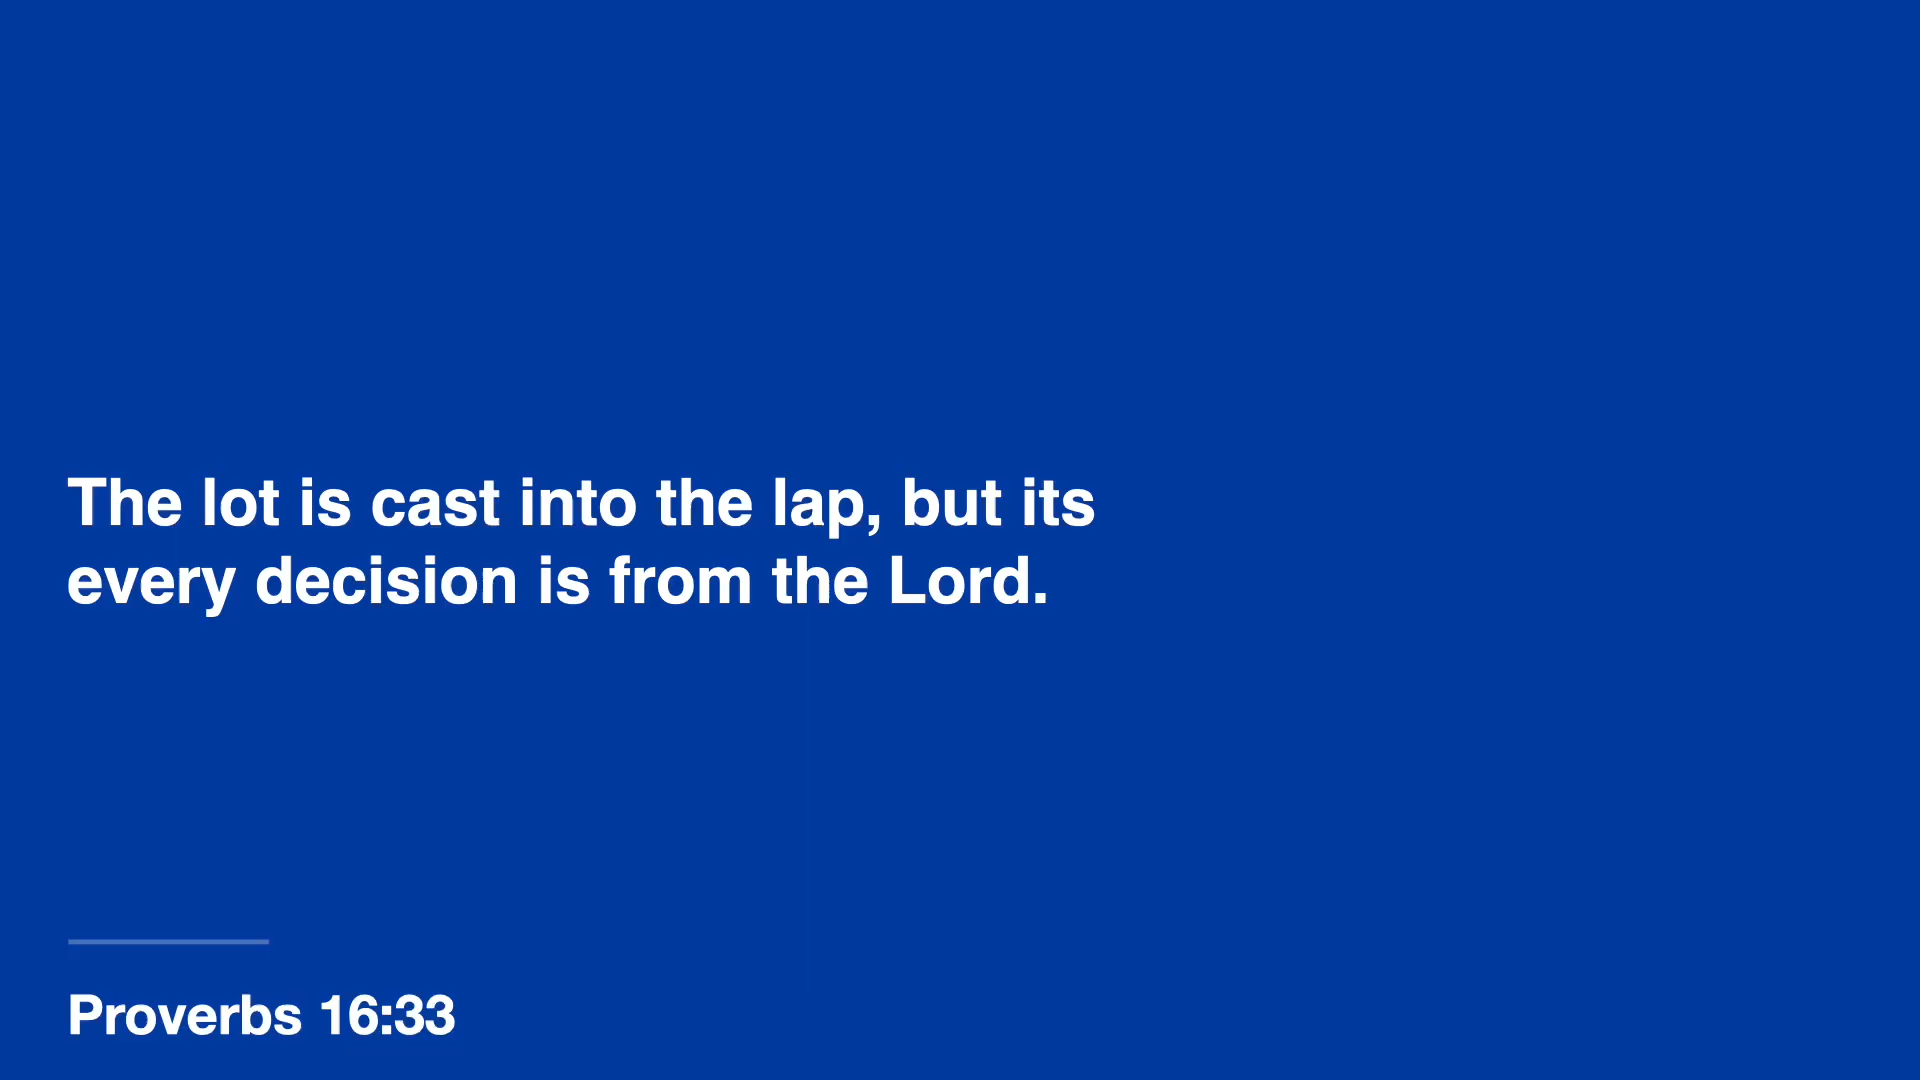 The lot is cast into the lap, but its
every decision is from the Lord.
Proverbs 16:33